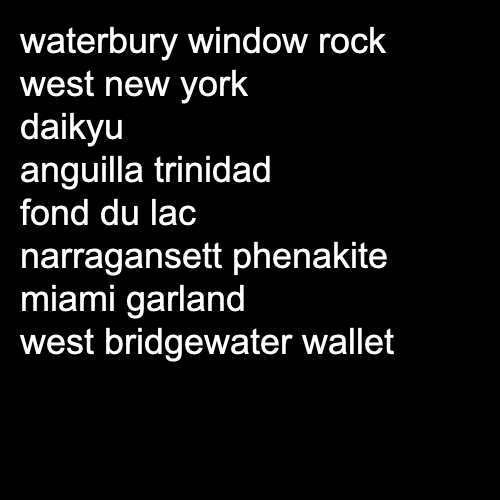 waterbury window rock
west new york
daikyu
anguilla trinidad
fond du lac
narragansett phenakite
miami garland
west bridgewater wallet